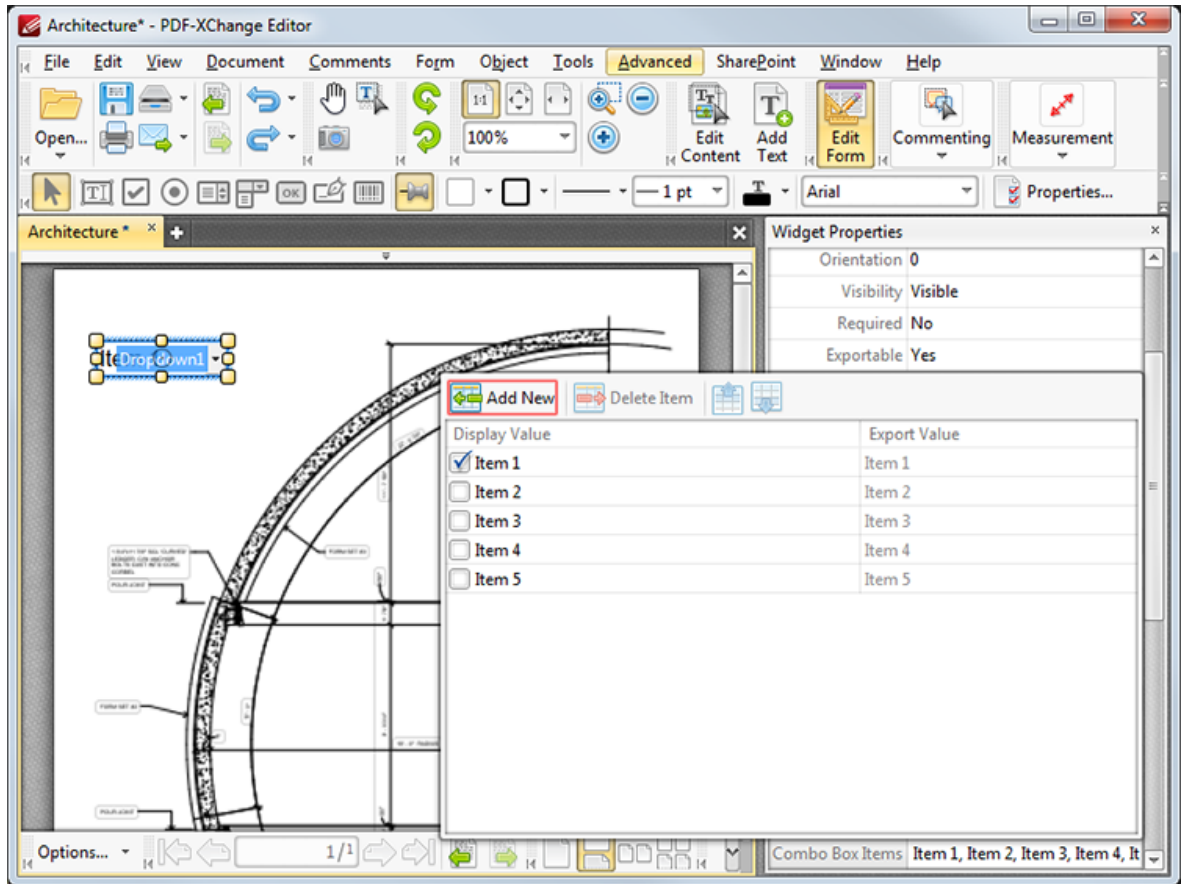 Architecture* - PDF-XChange Editor
File Edit View Document Comments Form Object Tools Advanced SharePoint Window Help
Open... 1:1 100% Edit Content Add Text Edit Form Commenting Measurement
OK 1 pt Arial Properties...
Architecture *
Widget Properties
Orientation 0
Visibility Visible
Required No
Exportable Yes
Ite Dropdown1
Add New Delete Item
Display Value Export Value
Item 1 Item 1
Item 2 Item 2
Item 3 Item 3
Item 4 Item 4
Item 5 Item 5
Options... 1/1
Combo Box Items Item 1, Item 2, Item 3, Item 4, It